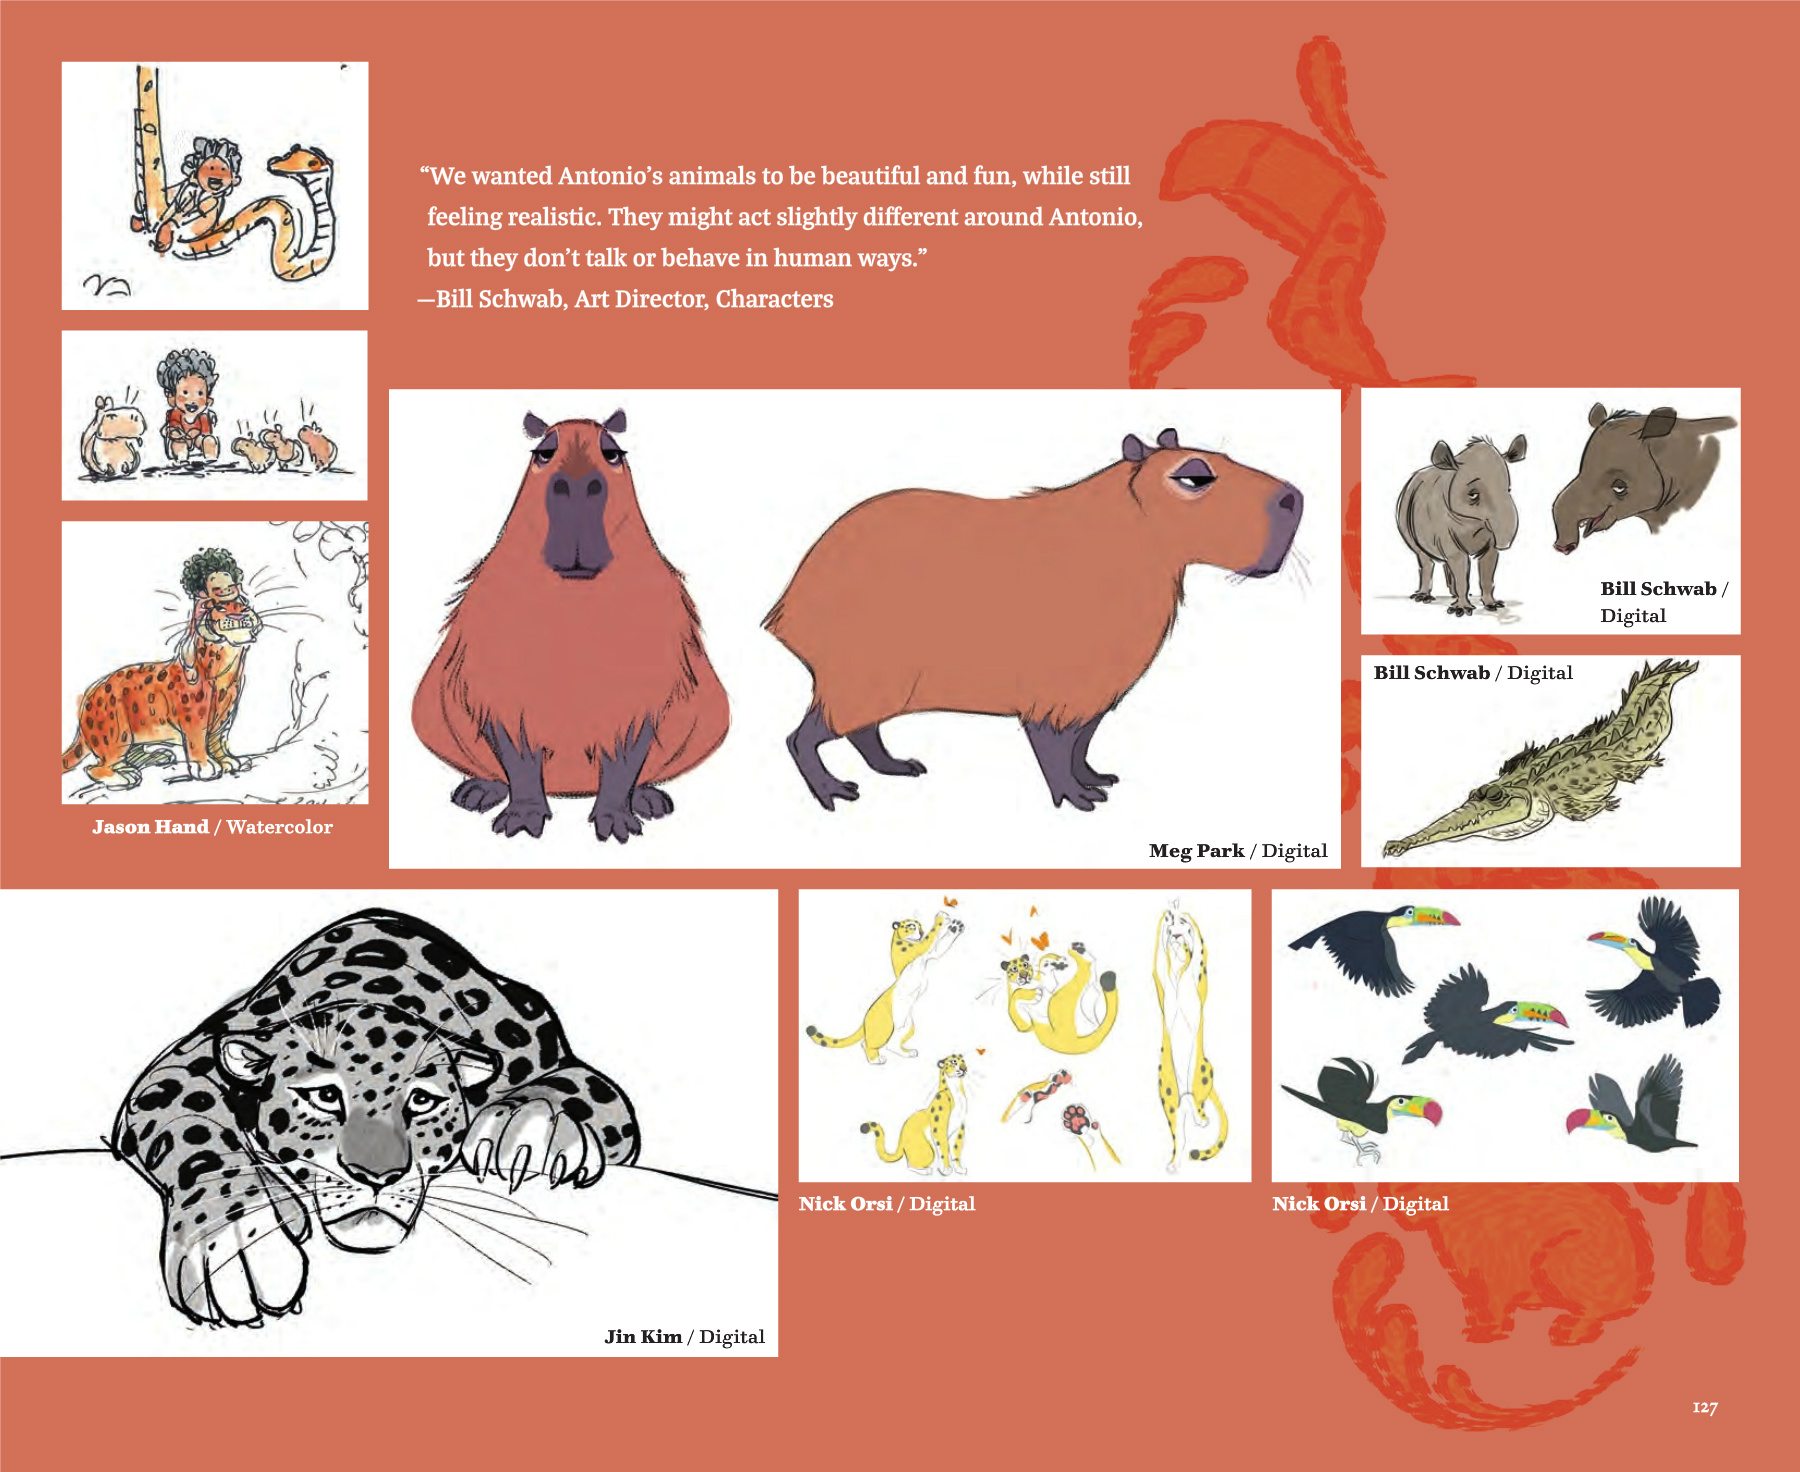 “We wanted Antonio’s animals to be beautiful and fun, while still
feeling realistic. They might act slightly different around Antonio,
but they don’t talk or behave in human ways.”
—Bill Schwab, Art Director, Characters
Jason Hand / Watercolor
Meg Park / Digital
Bill Schwab /
Digital
Bill Schwab / Digital
Jin Kim / Digital
Nick Orsi / Digital
Nick Orsi / Digital
127